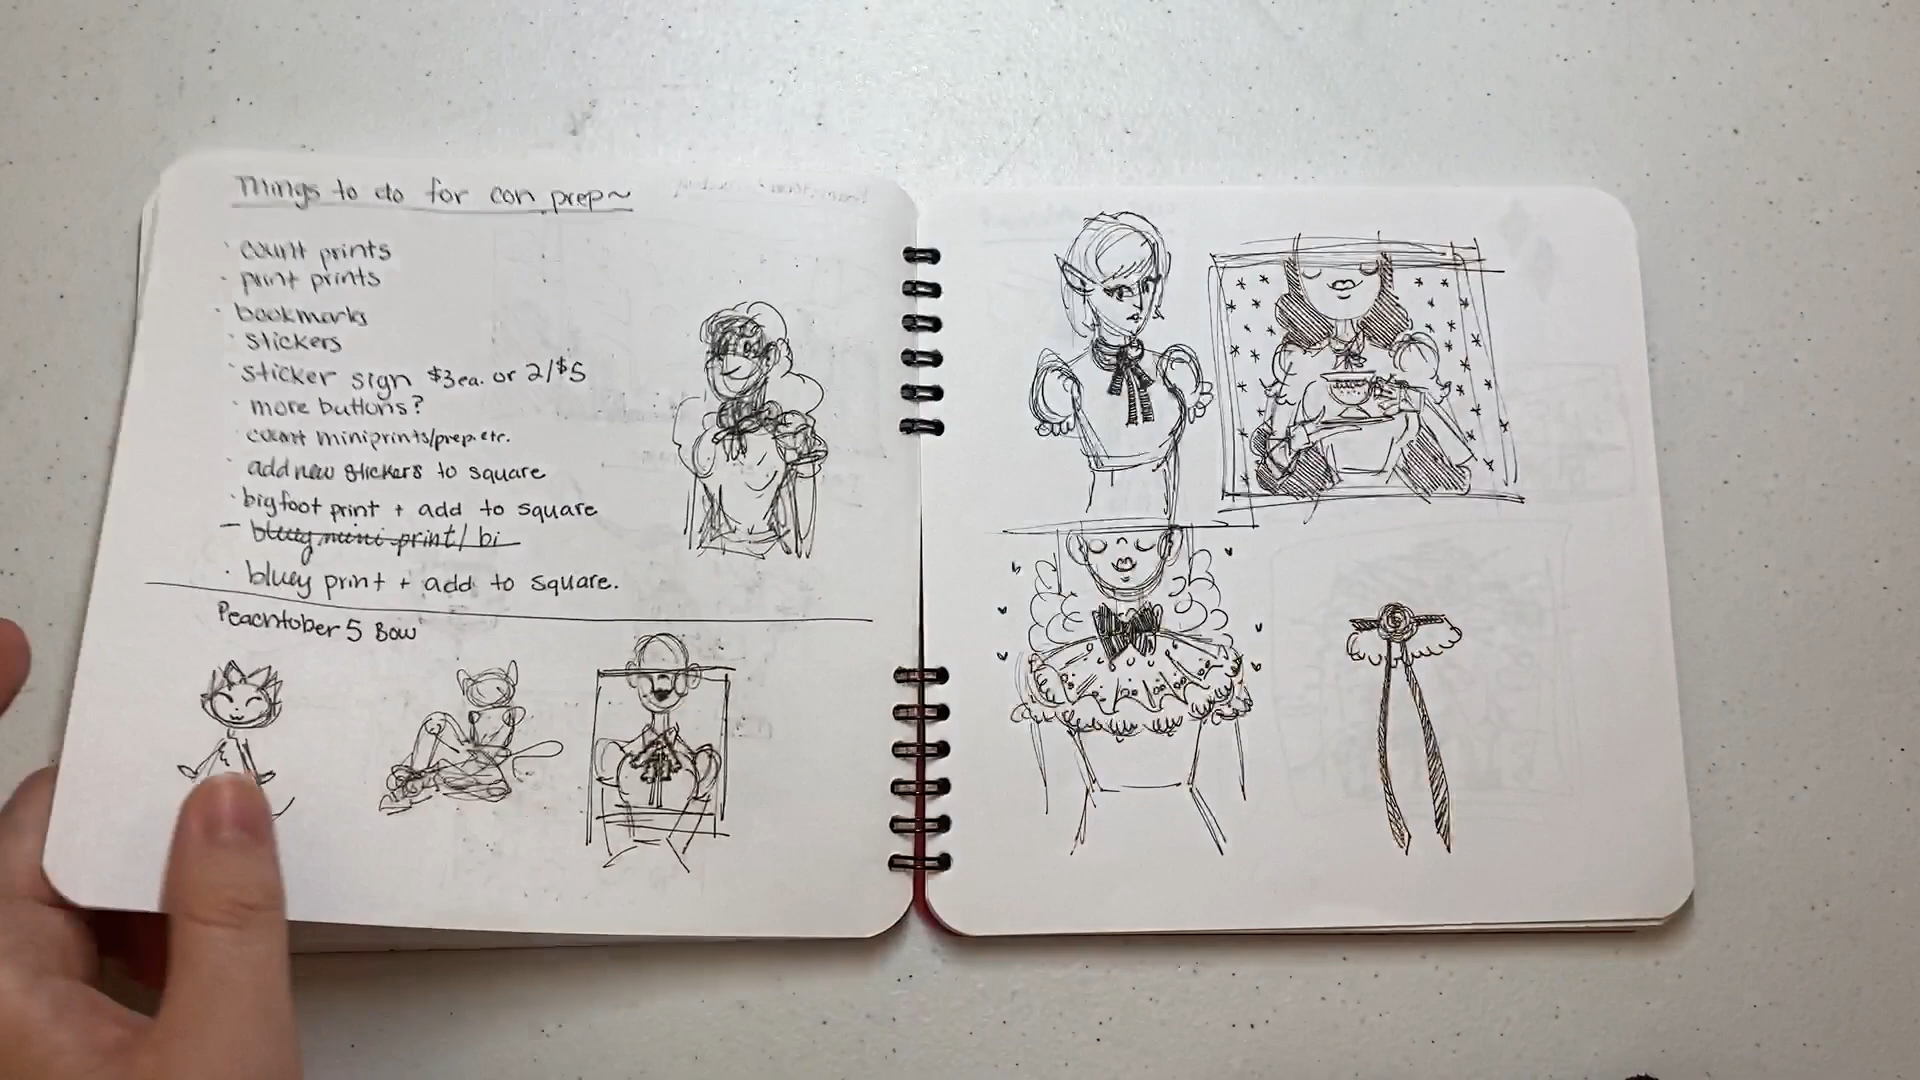 Things to do for con prep~
· count prints
· print prints
· bookmarks
· stickers
· sticker sign $3ea. or 2/$5
· more buttons?
· count miniprints/prep.etc.
· add new stickers to square
· bigfoot print + add to square
– bluey mini print/ bi
· bluey print + add to square.
Peachtober 5 Bow